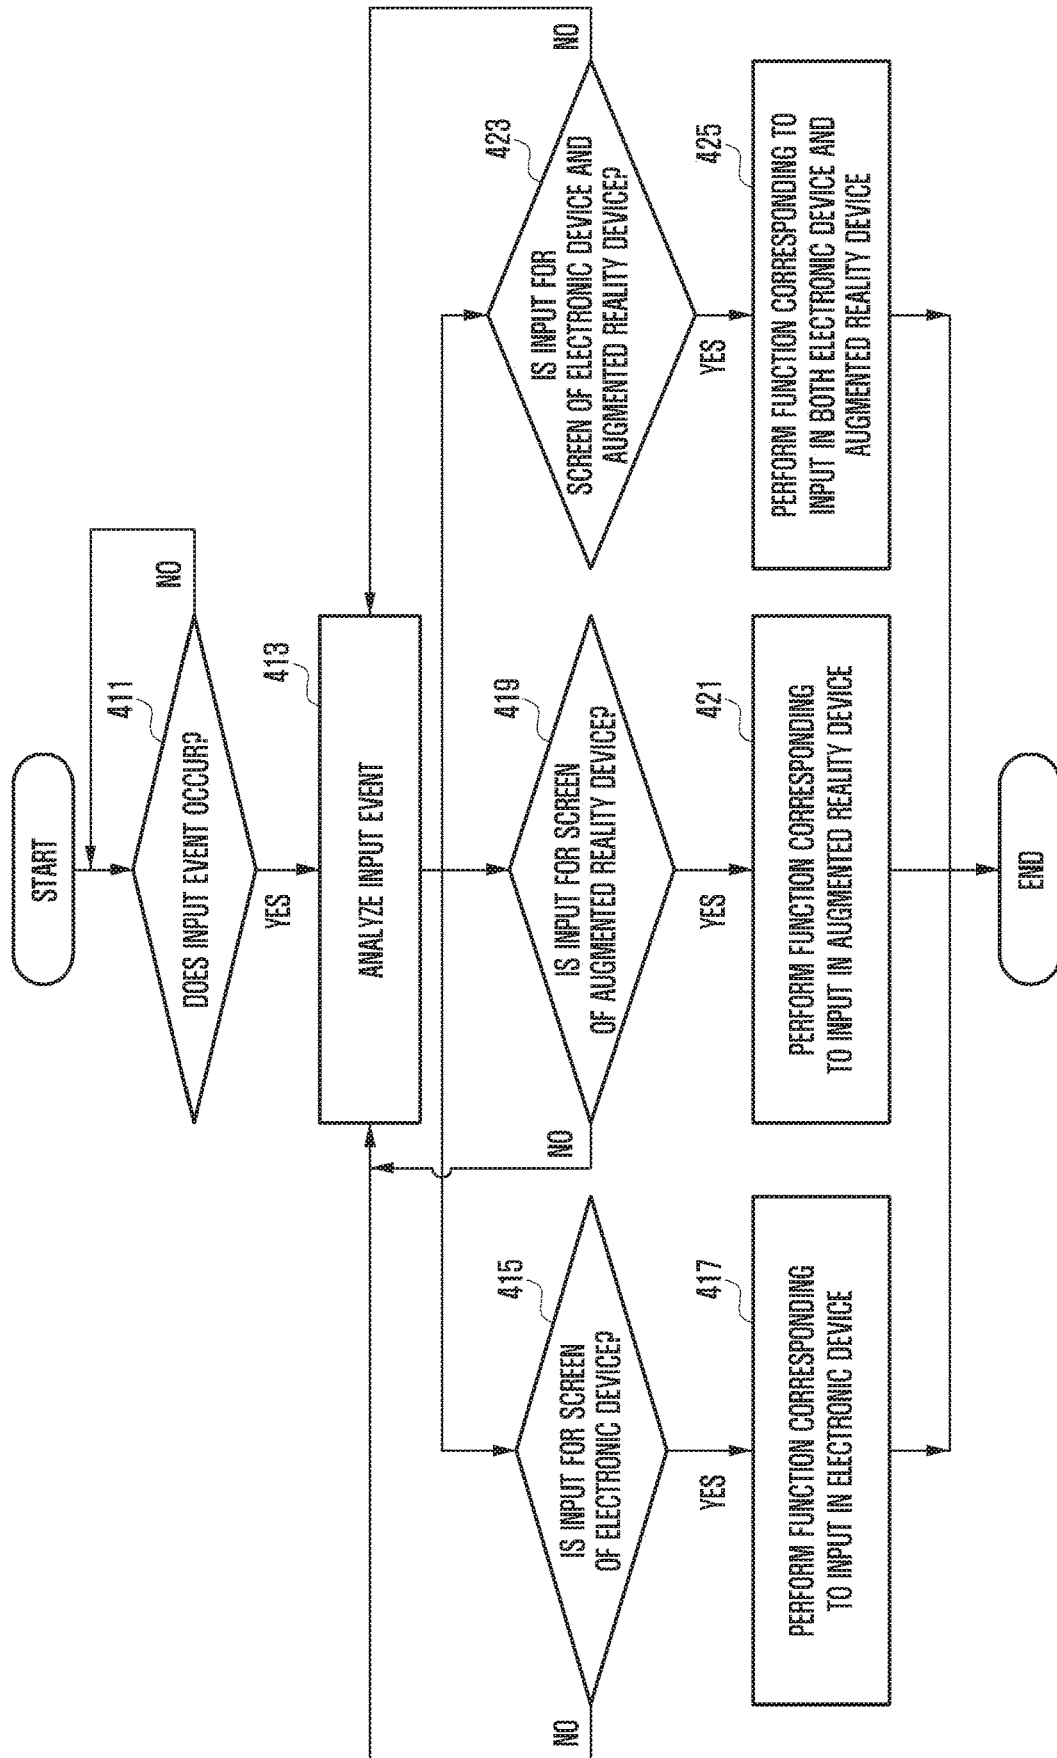 START
411
DOES INPUT EVENT OCCUR?
NO
YES
413
ANALYZE INPUT EVENT
415
IS INPUT FOR SCREEN
OF ELECTRONIC DEVICE?
NO
YES
417
PERFORM FUNCTION CORRESPONDING
TO INPUT IN ELECTRONIC DEVICE
419
IS INPUT FOR SCREEN
OF AUGMENTED REALITY DEVICE?
NO
YES
421
PERFORM FUNCTION CORRESPONDING
TO INPUT IN AUGMENTED REALITY DEVICE
423
IS INPUT FOR
SCREEN OF ELECTRONIC DEVICE AND
AUGMENTED REALITY DEVICE?
NO
YES
425
PERFORM FUNCTION CORRESPONDING TO
INPUT IN BOTH ELECTRONIC DEVICE AND
AUGMENTED REALITY DEVICE
END